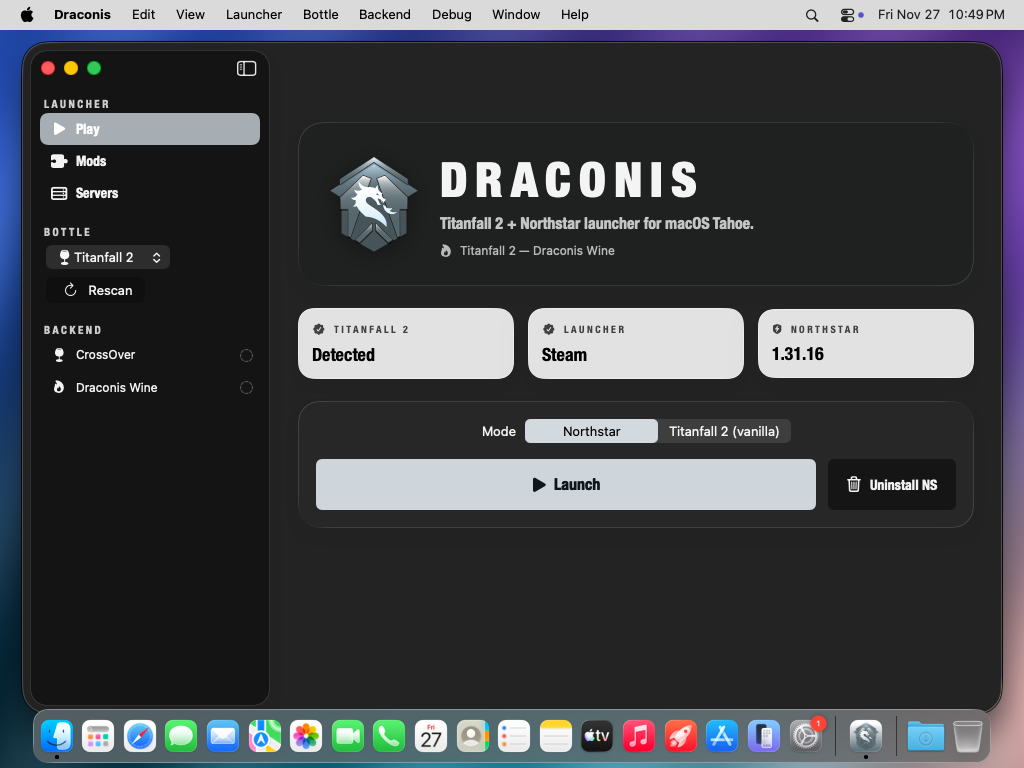 Draconis Edit View Launcher Bottle Backend Debug Window Help Fri Nov 27 10:49 PM
LAUNCHER
Play
Mods
Servers
BOTTLE
Titanfall 2
Rescan
BACKEND
CrossOver
Draconis Wine
DRACONIS
Titanfall 2 + Northstar launcher for macOS Tahoe.
Titanfall 2 — Draconis Wine
TITANFALL 2
Detected
LAUNCHER
Steam
NORTHSTAR
1.31.16
Mode Northstar Titanfall 2 (vanilla)
Launch
Uninstall NS
Fri
27
tv
1